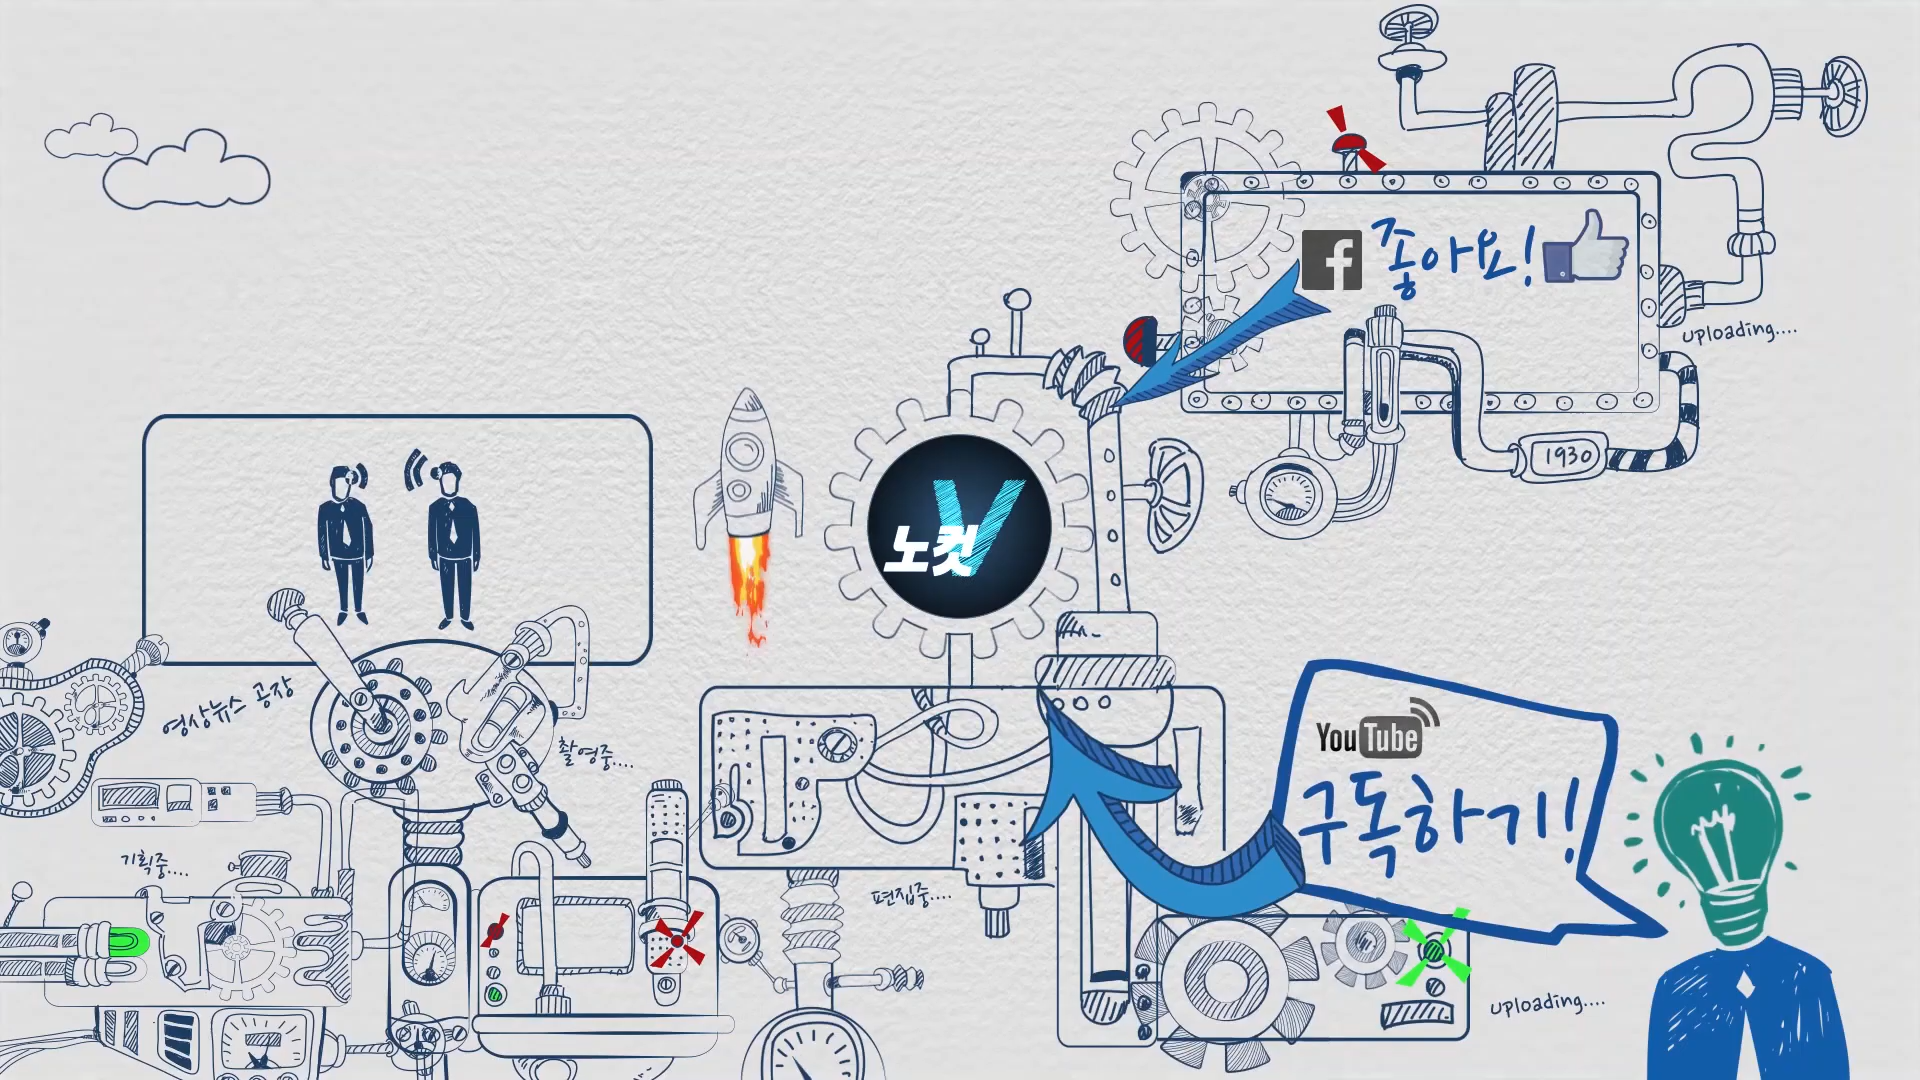 f 좋아요!
uploading....
1930
노컷V
영상뉴스 공장
촬영중....
기획중....
편집중....
YouTube
구독하기!
uploading....